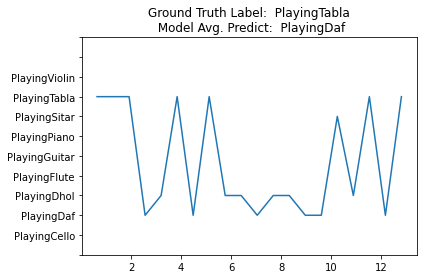 Ground Truth Label:  PlayingTabla
Model Avg. Predict:  PlayingDaf
PlayingViolin
PlayingTabla
PlayingSitar
PlayingPiano
PlayingGuitar
PlayingFlute
PlayingDhol
PlayingDaf
PlayingCello
2 4 6 8 10 12